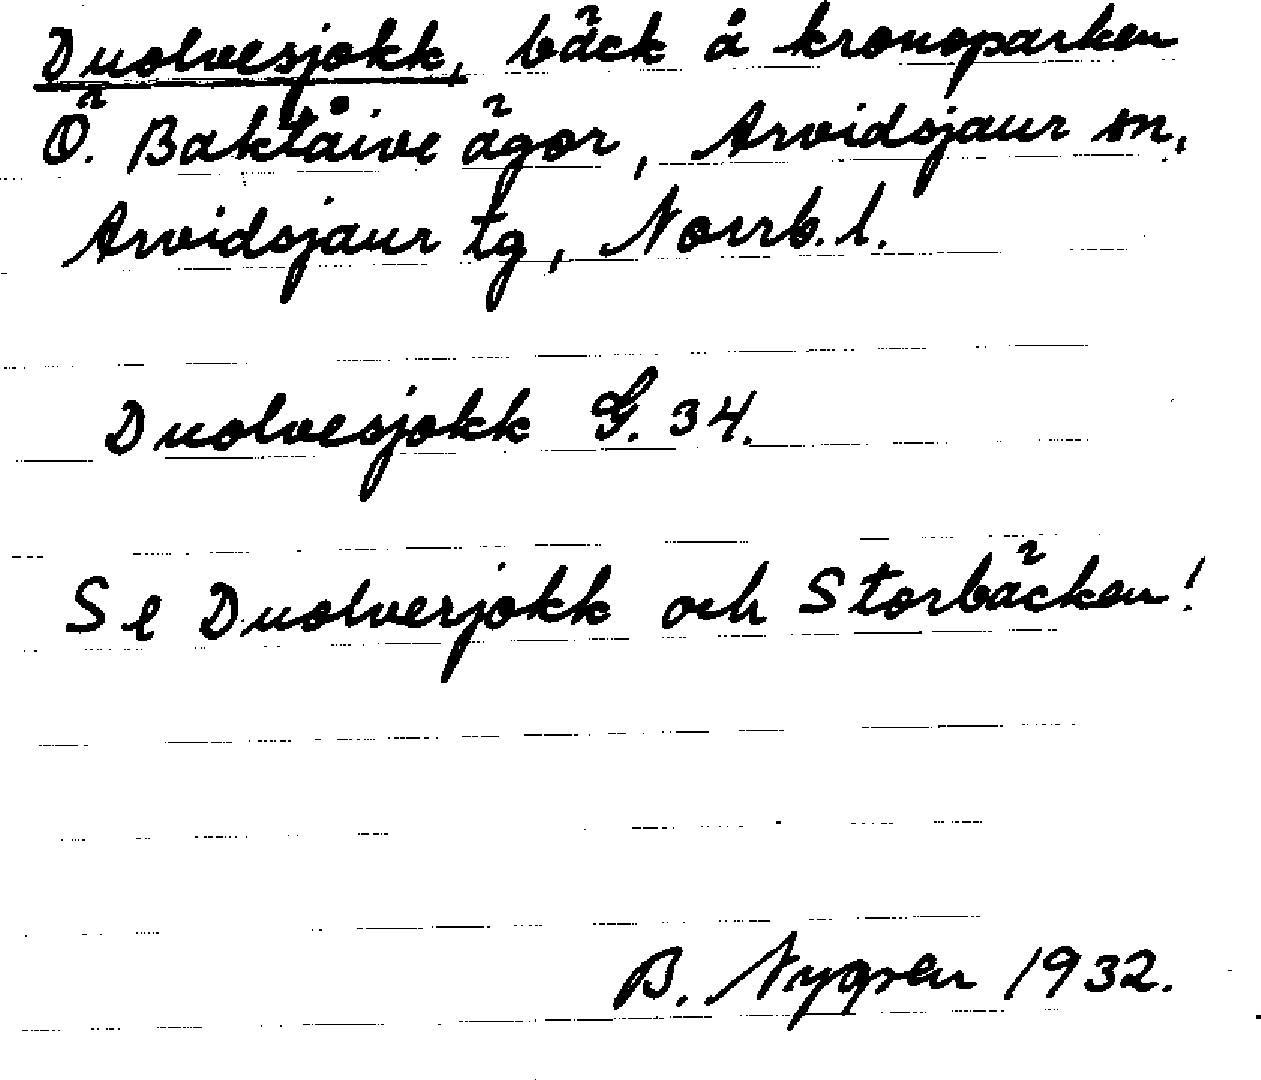 Duolvesjokk, bäck å kronoparken
Ö. Baktåive ägor, Arvidsjaur sn,
Arvidsjaur tg, Norrb. l.
Duolvesjokk G. 34.
Se Duolverjokk och Storbäcken!
B. Nygren 1932.